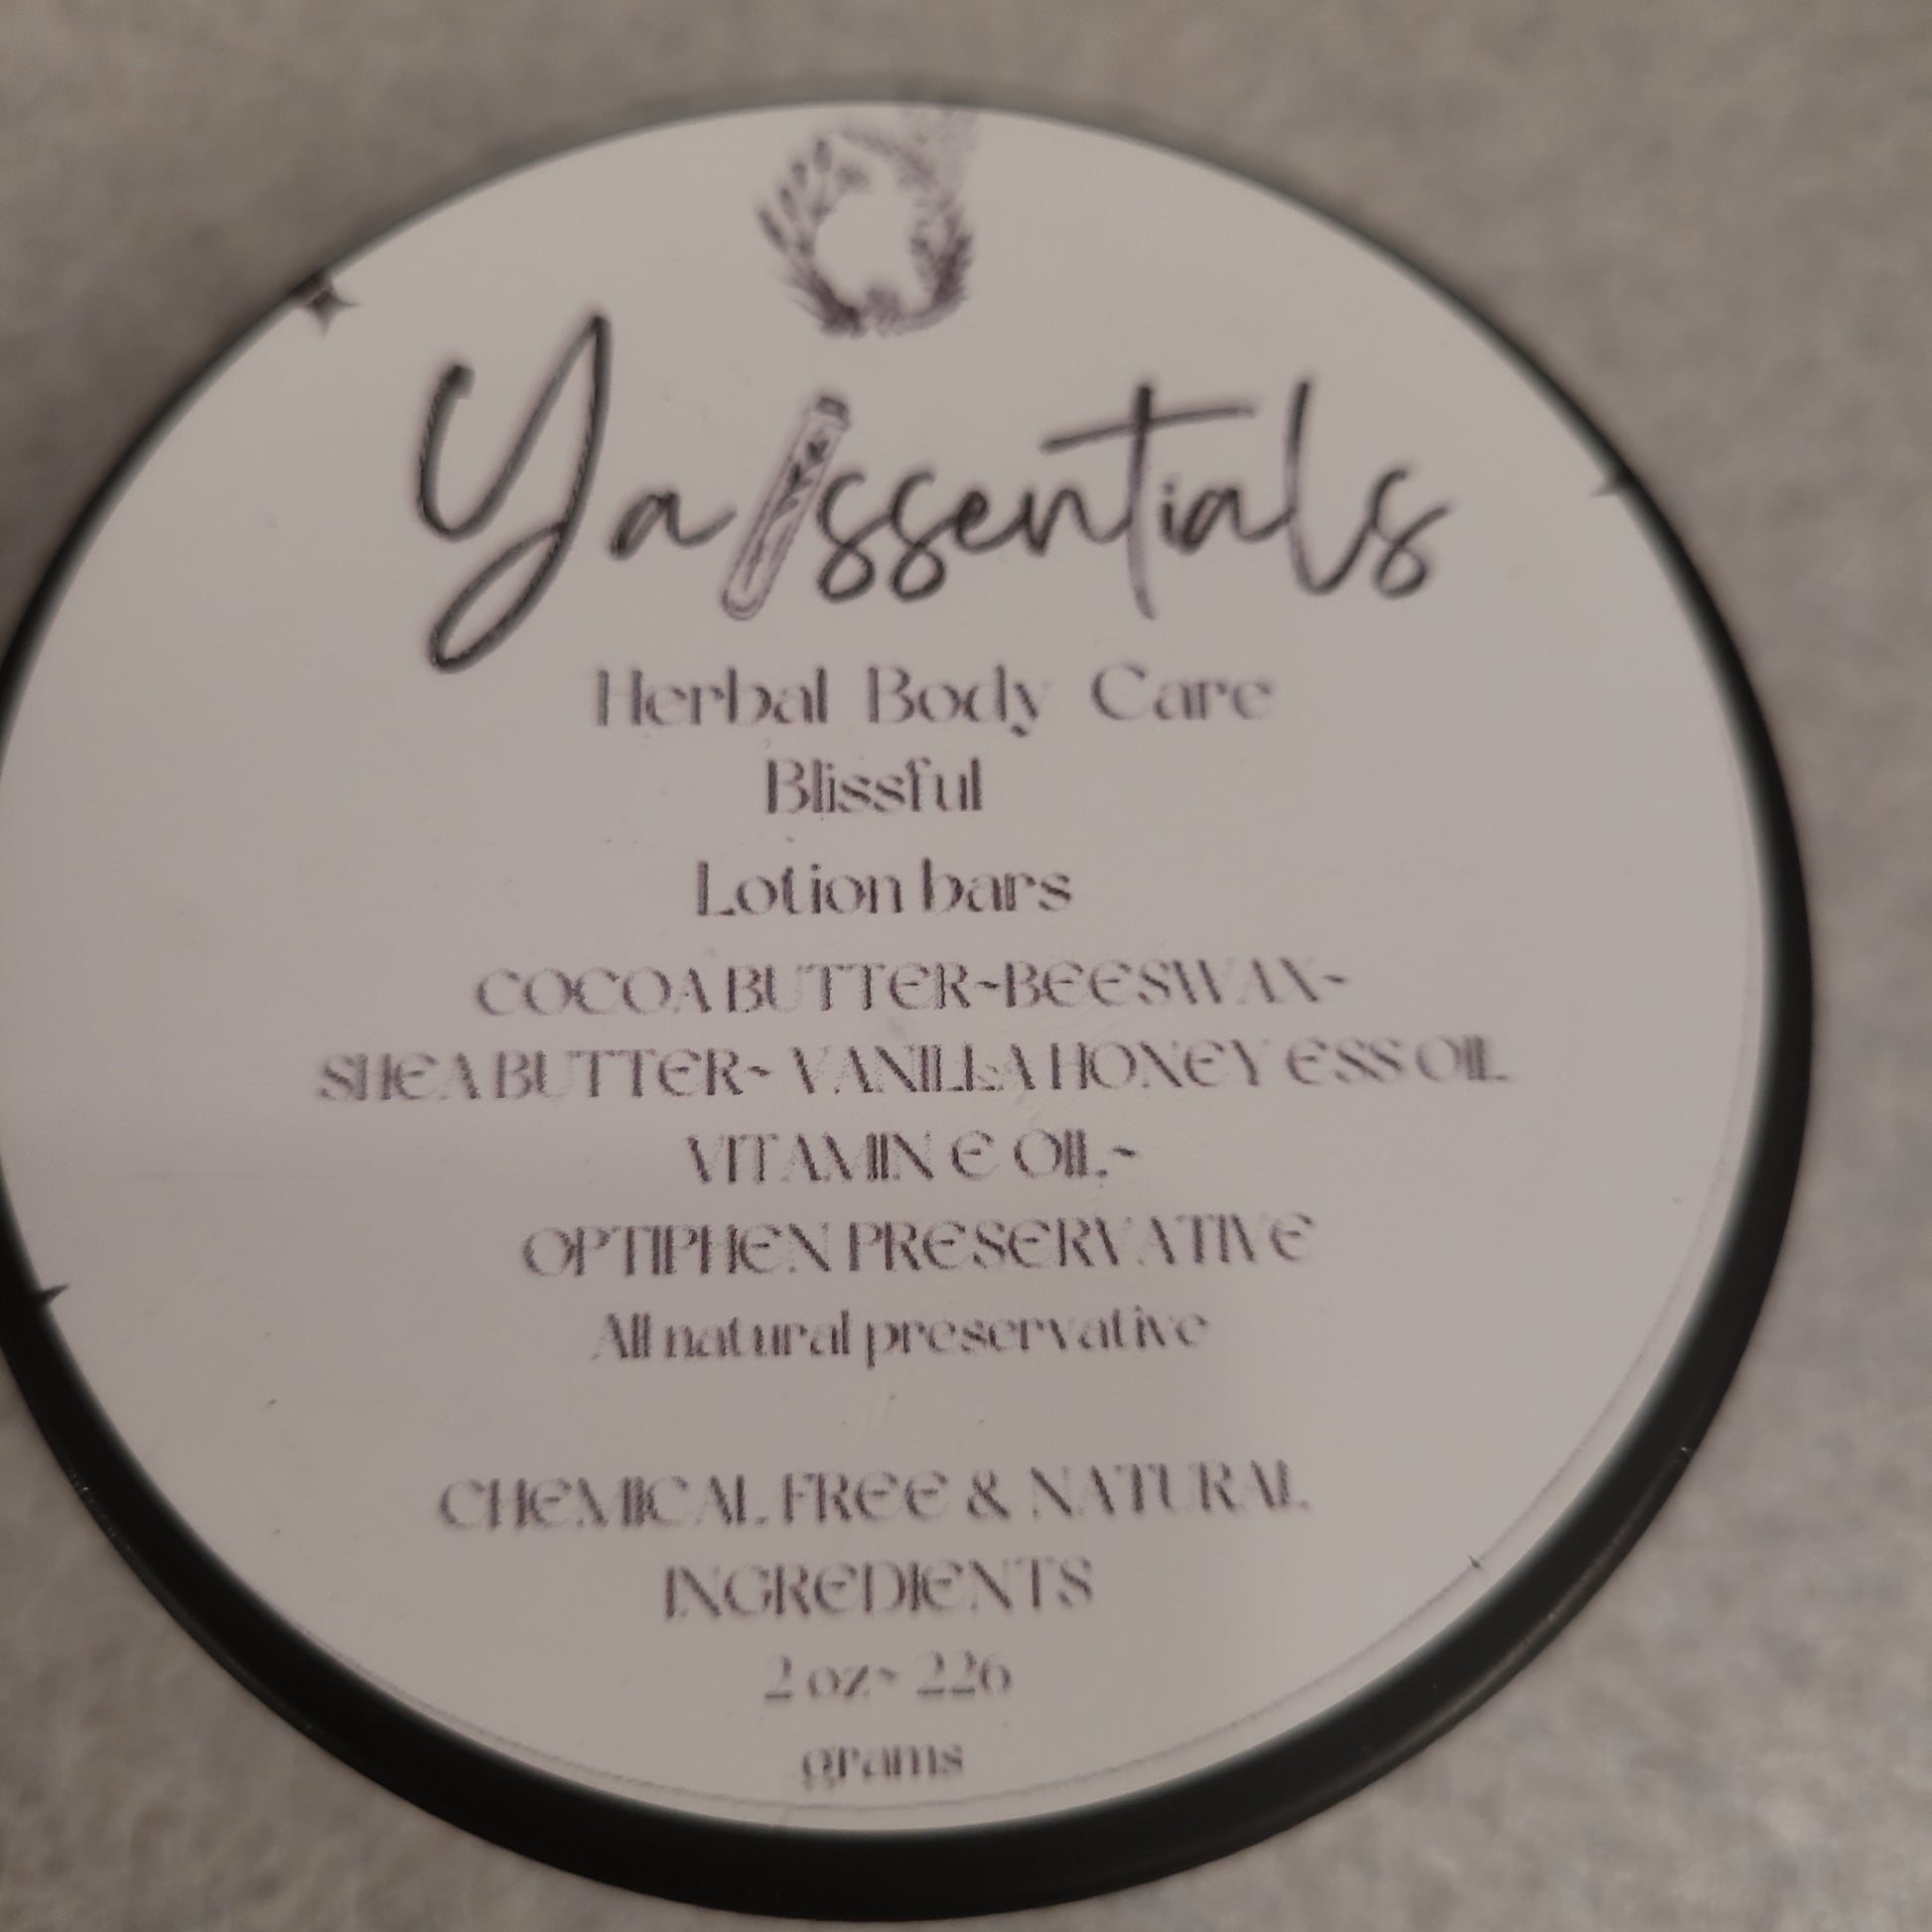 Ya/ssentials
Herbal Body Care
Blissful
Lotion bars
COCOA BUTTER~BEESWAX~
SHEA BUTTER~ VANILLA HONEY ESS OIL
VITAMIN E OIL~
OPTIPHEN PRESERVATIVE
All natural preservative
CHEMICAL FREE & NATURAL
INGREDIENTS
2 oz~ 226
grams